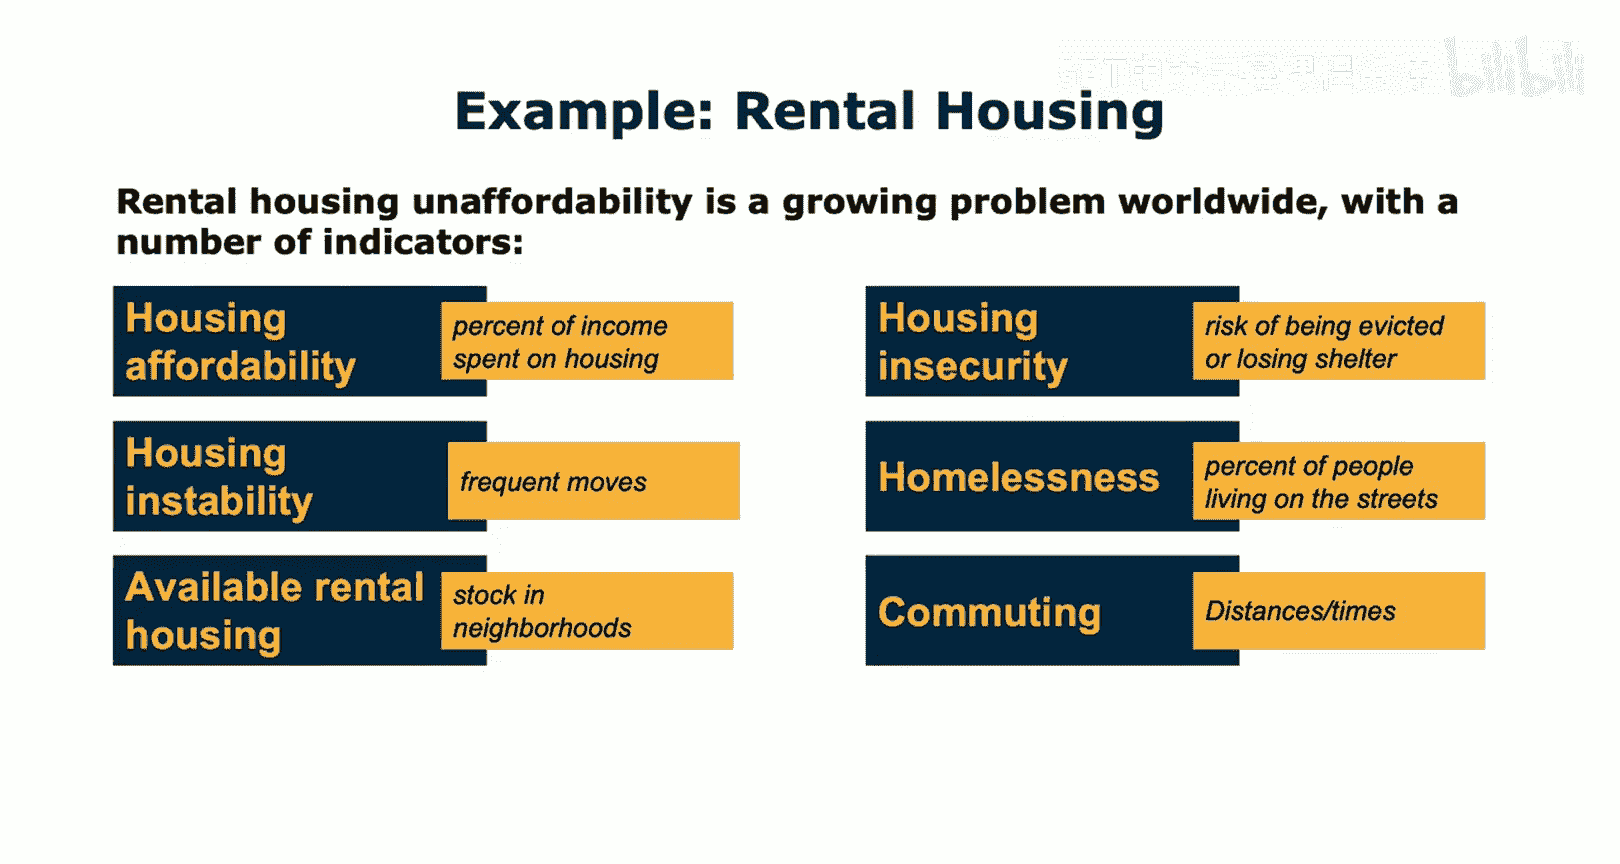 bilibili
Example: Rental Housing
Rental housing unaffordability is a growing problem worldwide, with a
number of indicators:
Housing
affordability
percent of income
spent on housing
Housing
insecurity
risk of being evicted
or losing shelter
Housing
instability
frequent moves
Homelessness
percent of people
living on the streets
Available rental
housing
stock in
neighborhoods
Commuting
Distances/times